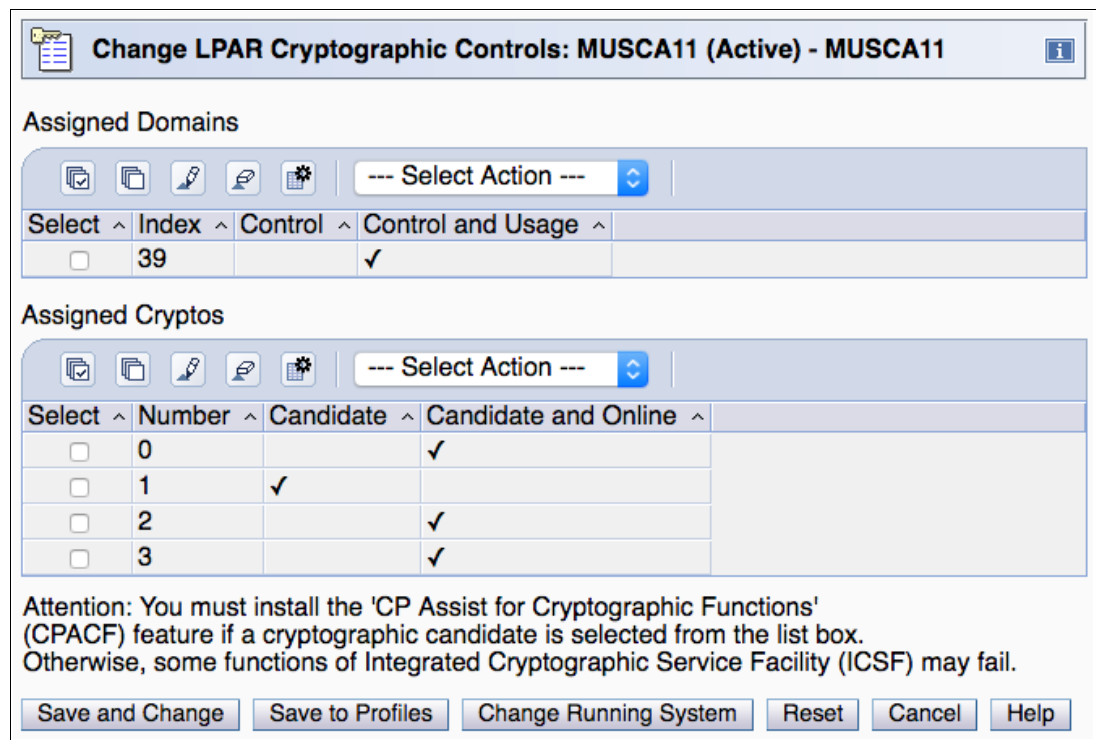 Change LPAR Cryptographic Controls: MUSCA11 (Active) - MUSCA11
Assigned Domains
--- Select Action ---
Select ^ Index ^ Control ^ Control and Usage ^
39 ✓
Assigned Cryptos
--- Select Action ---
Select ^ Number ^ Candidate ^ Candidate and Online ^
0 ✓
1 ✓
2 ✓
3 ✓
Attention: You must install the 'CP Assist for Cryptographic Functions'
(CPACF) feature if a cryptographic candidate is selected from the list box.
Otherwise, some functions of Integrated Cryptographic Service Facility (ICSF) may fail.
Save and Change Save to Profiles Change Running System Reset Cancel Help